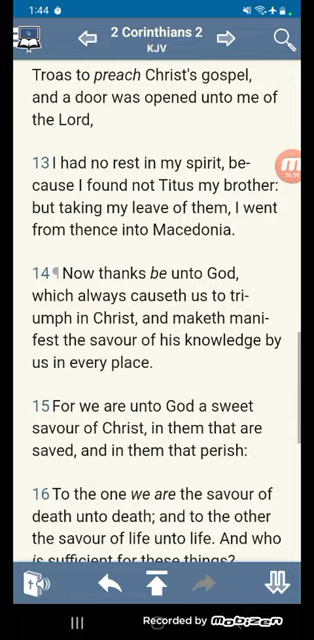 1:44
2 Corinthians 2
KJV
Troas to preach Christ's gospel,
and a door was opened unto me of
the Lord,
13 I had no rest in my spirit, be-
cause I found not Titus my brother:
but taking my leave of them, I went
from thence into Macedonia.
14 ¶ Now thanks be unto God,
which always causeth us to tri-
umph in Christ, and maketh mani-
fest the savour of his knowledge by
us in every place.
15 For we are unto God a sweet
savour of Christ, in them that are
saved, and in them that perish:
16 To the one we are the savour of
death unto death; and to the other
the savour of life unto life. And who
is sufficient for these things?
Recorded by mobizen